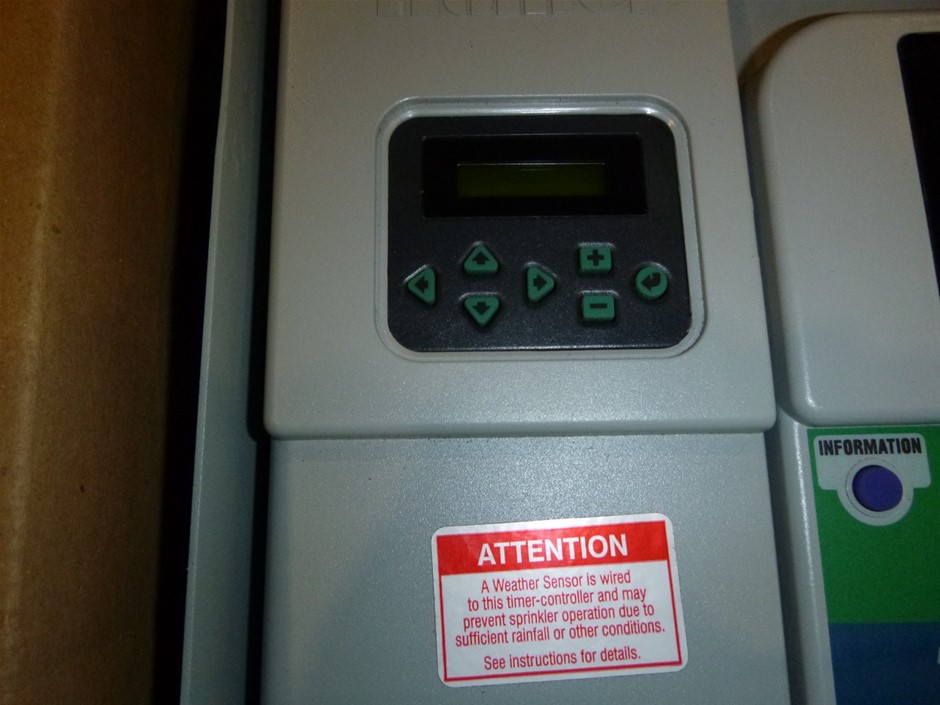 INFORMATION
ATTENTION
A Weather Sensor is wired
to this timer-controller and may
prevent sprinkler operation due to
sufficient rainfall or other conditions.
See instructions for details.